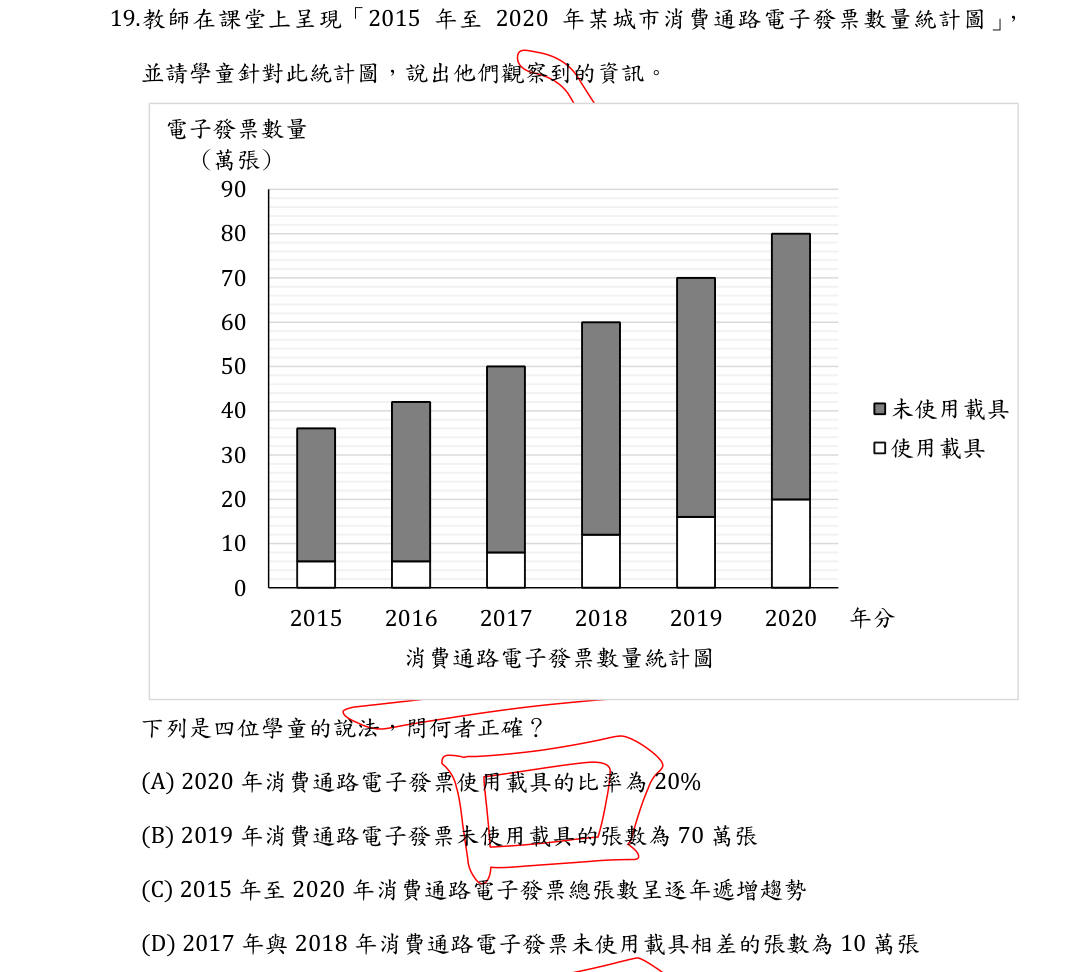 19.教師在課堂上呈現「2015 年至 2020 年某城市消費通路電子發票數量統計圖」，
並請學童針對此統計圖，說出他們觀察到的資訊。
電子發票數量
（萬張）
90
80
70
60
50
40
30
20
10
0
未使用載具
使用載具
2015 2016 2017 2018 2019 2020 年分
消費通路電子發票數量統計圖
下列是四位學童的說法，問何者正確？
(A) 2020 年消費通路電子發票使用載具的比率為 20%
(B) 2019 年消費通路電子發票未使用載具的張數為 70 萬張
(C) 2015 年至 2020 年消費通路電子發票總張數呈逐年遞增趨勢
(D) 2017 年與 2018 年消費通路電子發票未使用載具相差的張數為 10 萬張